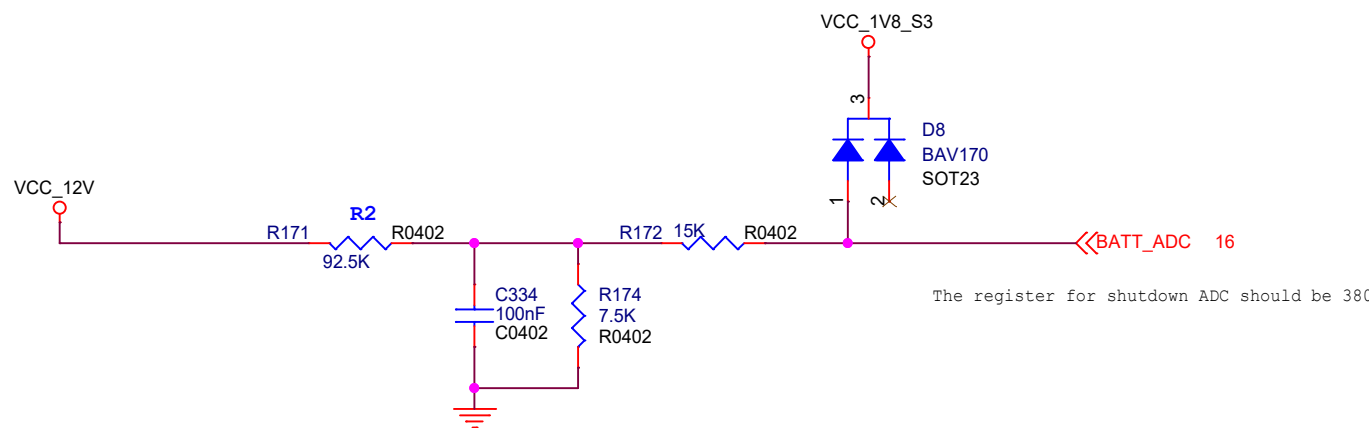 VCC_1V8_S3
3
D8
BAV170
SOT23
1
2
VCC_12V
R2
R171
R0402
92.5K
R172
15K
R0402
BATT_ADC 16
C334
100nF
C0402
R174
7.5K
R0402
The register for shutdown ADC should be 380